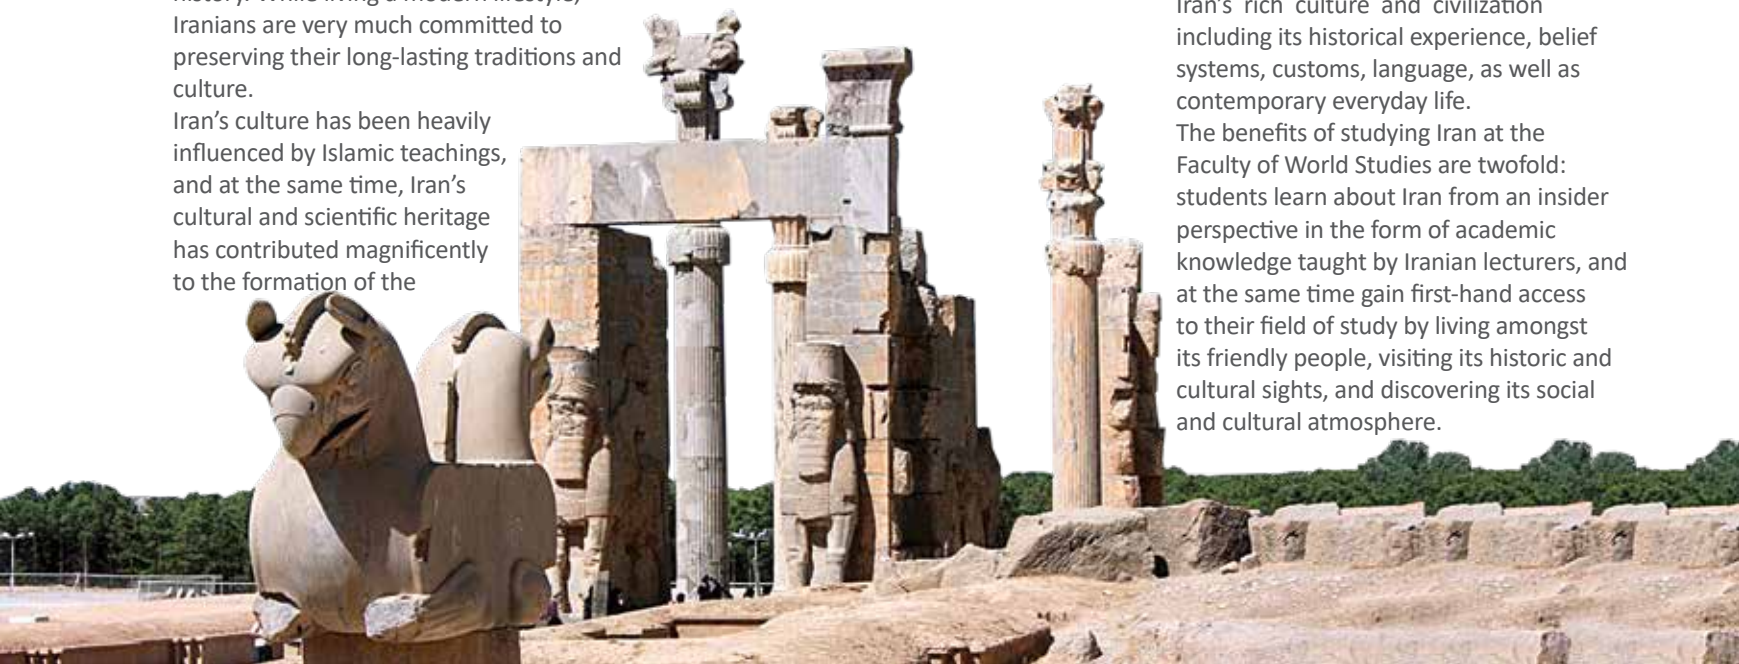 history. While living a modern lifestyle,
Iranians are very much committed to
preserving their long-lasting traditions and
culture.
Iran’s culture has been heavily
influenced by Islamic teachings,
and at the same time, Iran’s
cultural and scientific heritage
has contributed magnificently
to the formation of the
Iran’s rich culture and civilization
including its historical experience, belief
systems, customs, language, as well as
contemporary everyday life.
The benefits of studying Iran at the
Faculty of World Studies are twofold:
students learn about Iran from an insider
perspective in the form of academic
knowledge taught by Iranian lecturers, and
at the same time gain first-hand access
to their field of study by living amongst
its friendly people, visiting its historic and
cultural sights, and discovering its social
and cultural atmosphere.